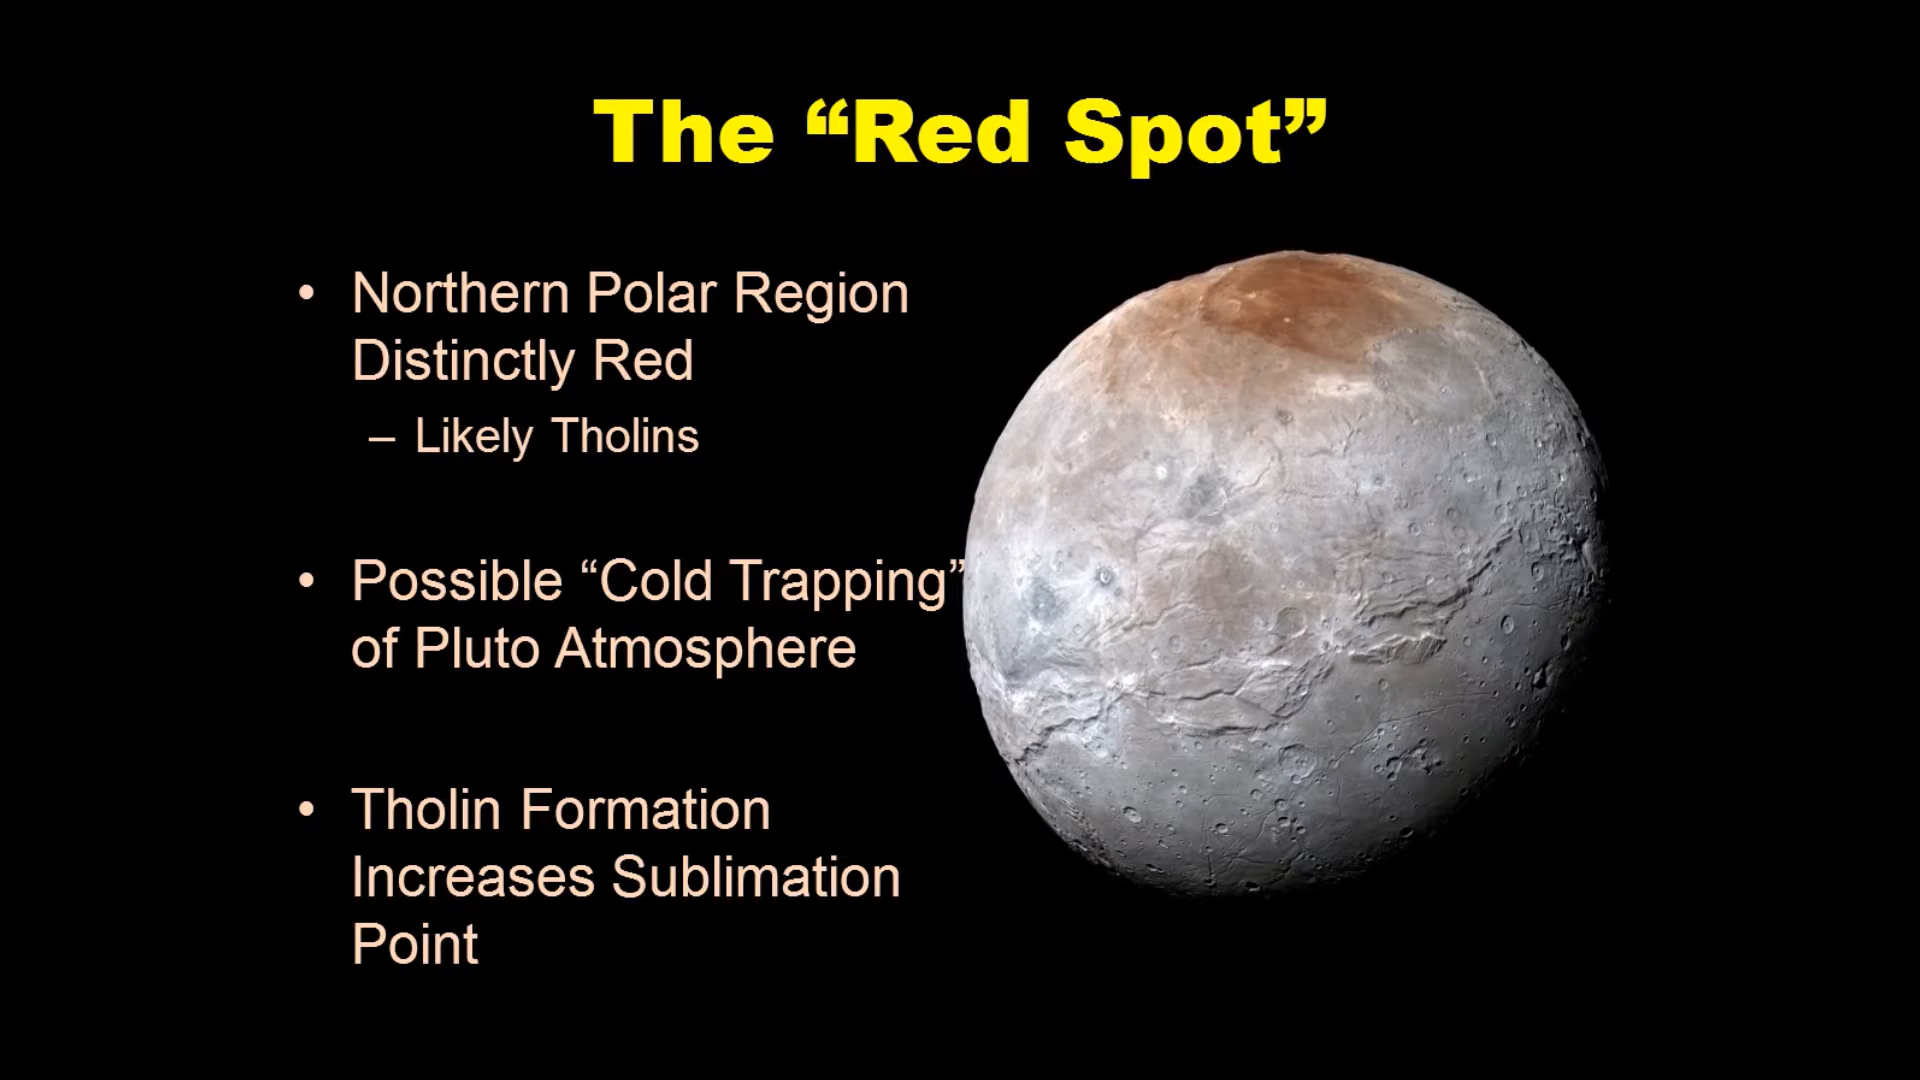 The “Red Spot”
• Northern Polar Region
Distinctly Red
– Likely Tholins
• Possible “Cold Trapping”
of Pluto Atmosphere
• Tholin Formation
Increases Sublimation
Point